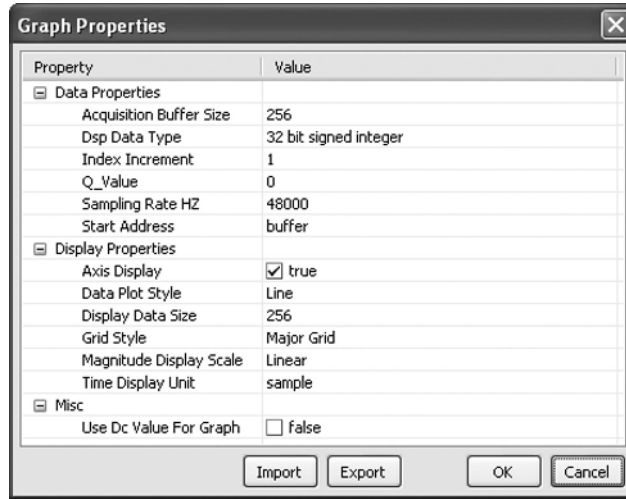 Graph Properties
Property Value
Data Properties
Acquisition Buffer Size 256
Dsp Data Type 32 bit signed integer
Index Increment 1
Q_Value 0
Sampling Rate HZ 48000
Start Address buffer
Display Properties
Axis Display true
Data Plot Style Line
Display Data Size 256
Grid Style Major Grid
Magnitude Display Scale Linear
Time Display Unit sample
Misc
Use Dc Value For Graph false
Import Export OK Cancel